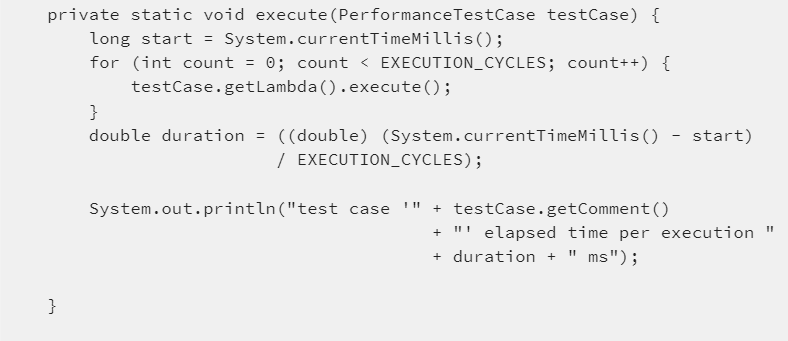 private static void execute(PerformanceTestCase testCase) {
    long start = System.currentTimeMillis();
    for (int count = 0; count < EXECUTION_CYCLES; count++) {
        testCase.getLambda().execute();
    }
    double duration = ((double) (System.currentTimeMillis() - start)
                      / EXECUTION_CYCLES);

    System.out.println("test case '" + testCase.getComment()
                                     + "' elapsed time per execution "
                                     + duration + " ms");

}